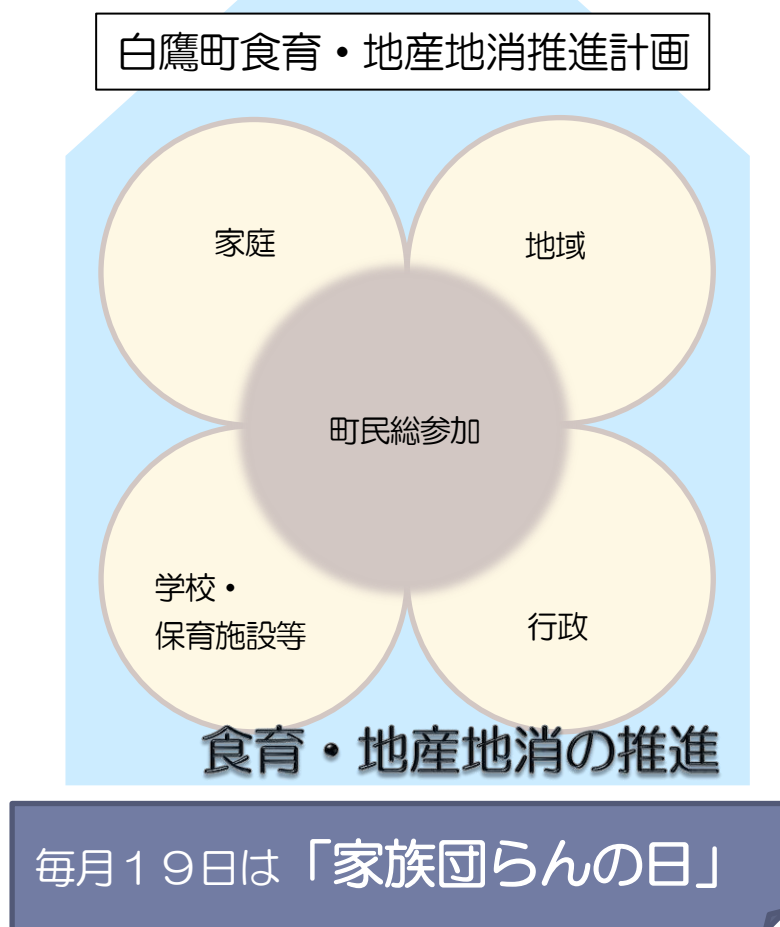 白鷹町食育・地産地消推進計画
家庭
地域
町民総参加
学校・
保育施設等
行政
食育・地産地消の推進
毎月１９日は「家族団らんの日」